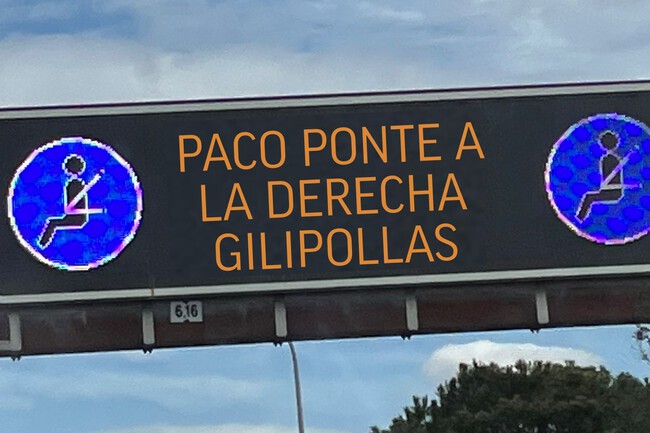 PACO PONTE A
LA DERECHA
GILIPOLLAS
6,16